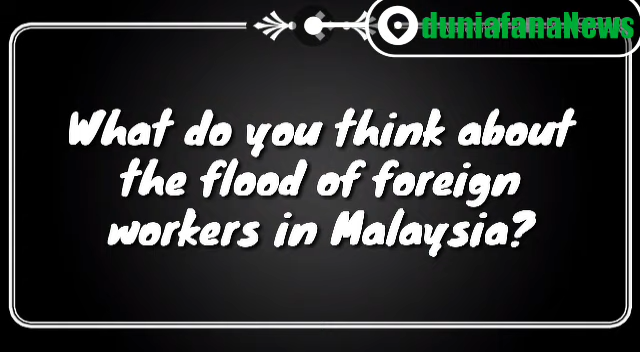 duniafanaNews
What do you think about
the flood of foreign
workers in Malaysia?